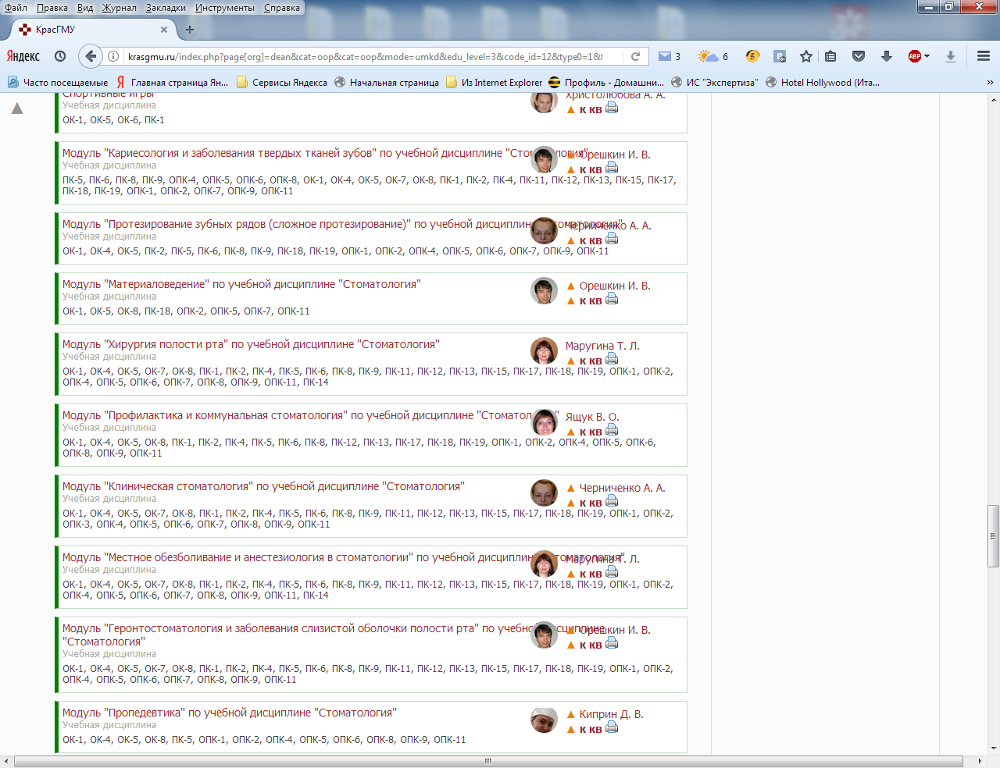 Файл Правка Вид Журнал Закладки Инструменты Справка
КрасГМУ
Яндекс
krasgmu.ru/index.php?page[org]=dean&cat=oop&cat=oop&mode=umkd&edu_level=3&code_id=12&type0=1&f
3
6
5
ABP
Часто посещаемые
Главная страница Ян...
Сервисы Яндекса
Начальная страница
Из Internet Explorer
Профиль - Домашни...
ИС "Экспертиза"
Hotel Hollywood (Ита...
»
Спортивные игры
Христолюбова А. А.
Учебная дисциплина
к кв
ОК-1, ОК-5, ОК-6, ПК-1
Модуль "Кариесология и заболевания твердых тканей зубов" по учебной дисциплине "Стоматология"
Орешкин И. В.
Учебная дисциплина
к кв
ПК-5, ПК-6, ПК-8, ПК-9, ОПК-4, ОПК-5, ОПК-6, ОПК-8, ОК-1, ОК-4, ОК-5, ОК-7, ОК-8, ПК-1, ПК-2, ПК-4, ПК-11, ПК-12, ПК-13, ПК-15, ПК-17,
ПК-18, ПК-19, ОПК-1, ОПК-2, ОПК-7, ОПК-9, ОПК-11
Модуль "Протезирование зубных рядов (сложное протезирование)" по учебной дисциплине "Стоматология"
Черниченко А. А.
Учебная дисциплина
к кв
ОК-1, ОК-4, ОК-5, ПК-2, ПК-5, ПК-6, ПК-8, ПК-9, ПК-18, ПК-19, ОПК-1, ОПК-2, ОПК-4, ОПК-5, ОПК-6, ОПК-7, ОПК-9, ОПК-11
Модуль "Материаловедение" по учебной дисциплине "Стоматология"
Орешкин И. В.
Учебная дисциплина
к кв
ОК-1, ОК-5, ОК-8, ПК-18, ОПК-2, ОПК-5, ОПК-7, ОПК-11
Модуль "Хирургия полости рта" по учебной дисциплине "Стоматология"
Маругина Т. Л.
Учебная дисциплина
к кв
ОК-1, ОК-4, ОК-5, ОК-7, ОК-8, ПК-1, ПК-2, ПК-4, ПК-5, ПК-6, ПК-8, ПК-9, ПК-11, ПК-12, ПК-13, ПК-15, ПК-17, ПК-18, ПК-19, ОПК-1, ОПК-2,
ОПК-4, ОПК-5, ОПК-6, ОПК-7, ОПК-8, ОПК-9, ОПК-11, ПК-14
Модуль "Профилактика и коммунальная стоматология" по учебной дисциплине "Стоматология"
Ящук В. О.
Учебная дисциплина
к кв
ОК-1, ОК-4, ОК-5, ОК-8, ПК-1, ПК-2, ПК-4, ПК-5, ПК-6, ПК-8, ПК-12, ПК-13, ПК-17, ПК-18, ПК-19, ОПК-1, ОПК-2, ОПК-4, ОПК-5, ОПК-6,
ОПК-8, ОПК-9, ОПК-11
Модуль "Клиническая стоматология" по учебной дисциплине "Стоматология"
Черниченко А. А.
Учебная дисциплина
к кв
ОК-1, ОК-4, ОК-5, ОК-7, ОК-8, ПК-1, ПК-2, ПК-4, ПК-5, ПК-6, ПК-8, ПК-9, ПК-11, ПК-12, ПК-13, ПК-15, ПК-17, ПК-18, ПК-19, ОПК-1, ОПК-2,
ОПК-3, ОПК-4, ОПК-5, ОПК-6, ОПК-7, ОПК-8, ОПК-9, ОПК-11
Модуль "Местное обезболивание и анестезиология в стоматологии" по учебной дисциплине "Стоматология"
Маругина Т. Л.
Учебная дисциплина
к кв
ОК-1, ОК-4, ОК-5, ОК-7, ОК-8, ПК-1, ПК-2, ПК-4, ПК-5, ПК-6, ПК-8, ПК-9, ПК-11, ПК-12, ПК-13, ПК-15, ПК-17, ПК-18, ПК-19, ОПК-1, ОПК-2,
ОПК-4, ОПК-5, ОПК-6, ОПК-7, ОПК-8, ОПК-9, ОПК-11, ПК-14
Модуль "Геронтостоматология и заболевания слизистой оболочки полости рта" по учебной дисциплине
"Стоматология"
Орешкин И. В.
Учебная дисциплина
к кв
ОК-1, ОК-4, ОК-5, ОК-7, ОК-8, ПК-1, ПК-2, ПК-4, ПК-5, ПК-6, ПК-8, ПК-9, ПК-11, ПК-12, ПК-13, ПК-15, ПК-17, ПК-18, ПК-19, ОПК-1, ОПК-2,
ОПК-4, ОПК-5, ОПК-6, ОПК-7, ОПК-8, ОПК-9, ОПК-11
Модуль "Пропедевтика" по учебной дисциплине "Стоматология"
Киприн Д. В.
Учебная дисциплина
к кв
ОК-1, ОК-4, ОК-5, ОК-8, ПК-5, ОПК-1, ОПК-2, ОПК-4, ОПК-5, ОПК-6, ОПК-8, ОПК-9, ОПК-11